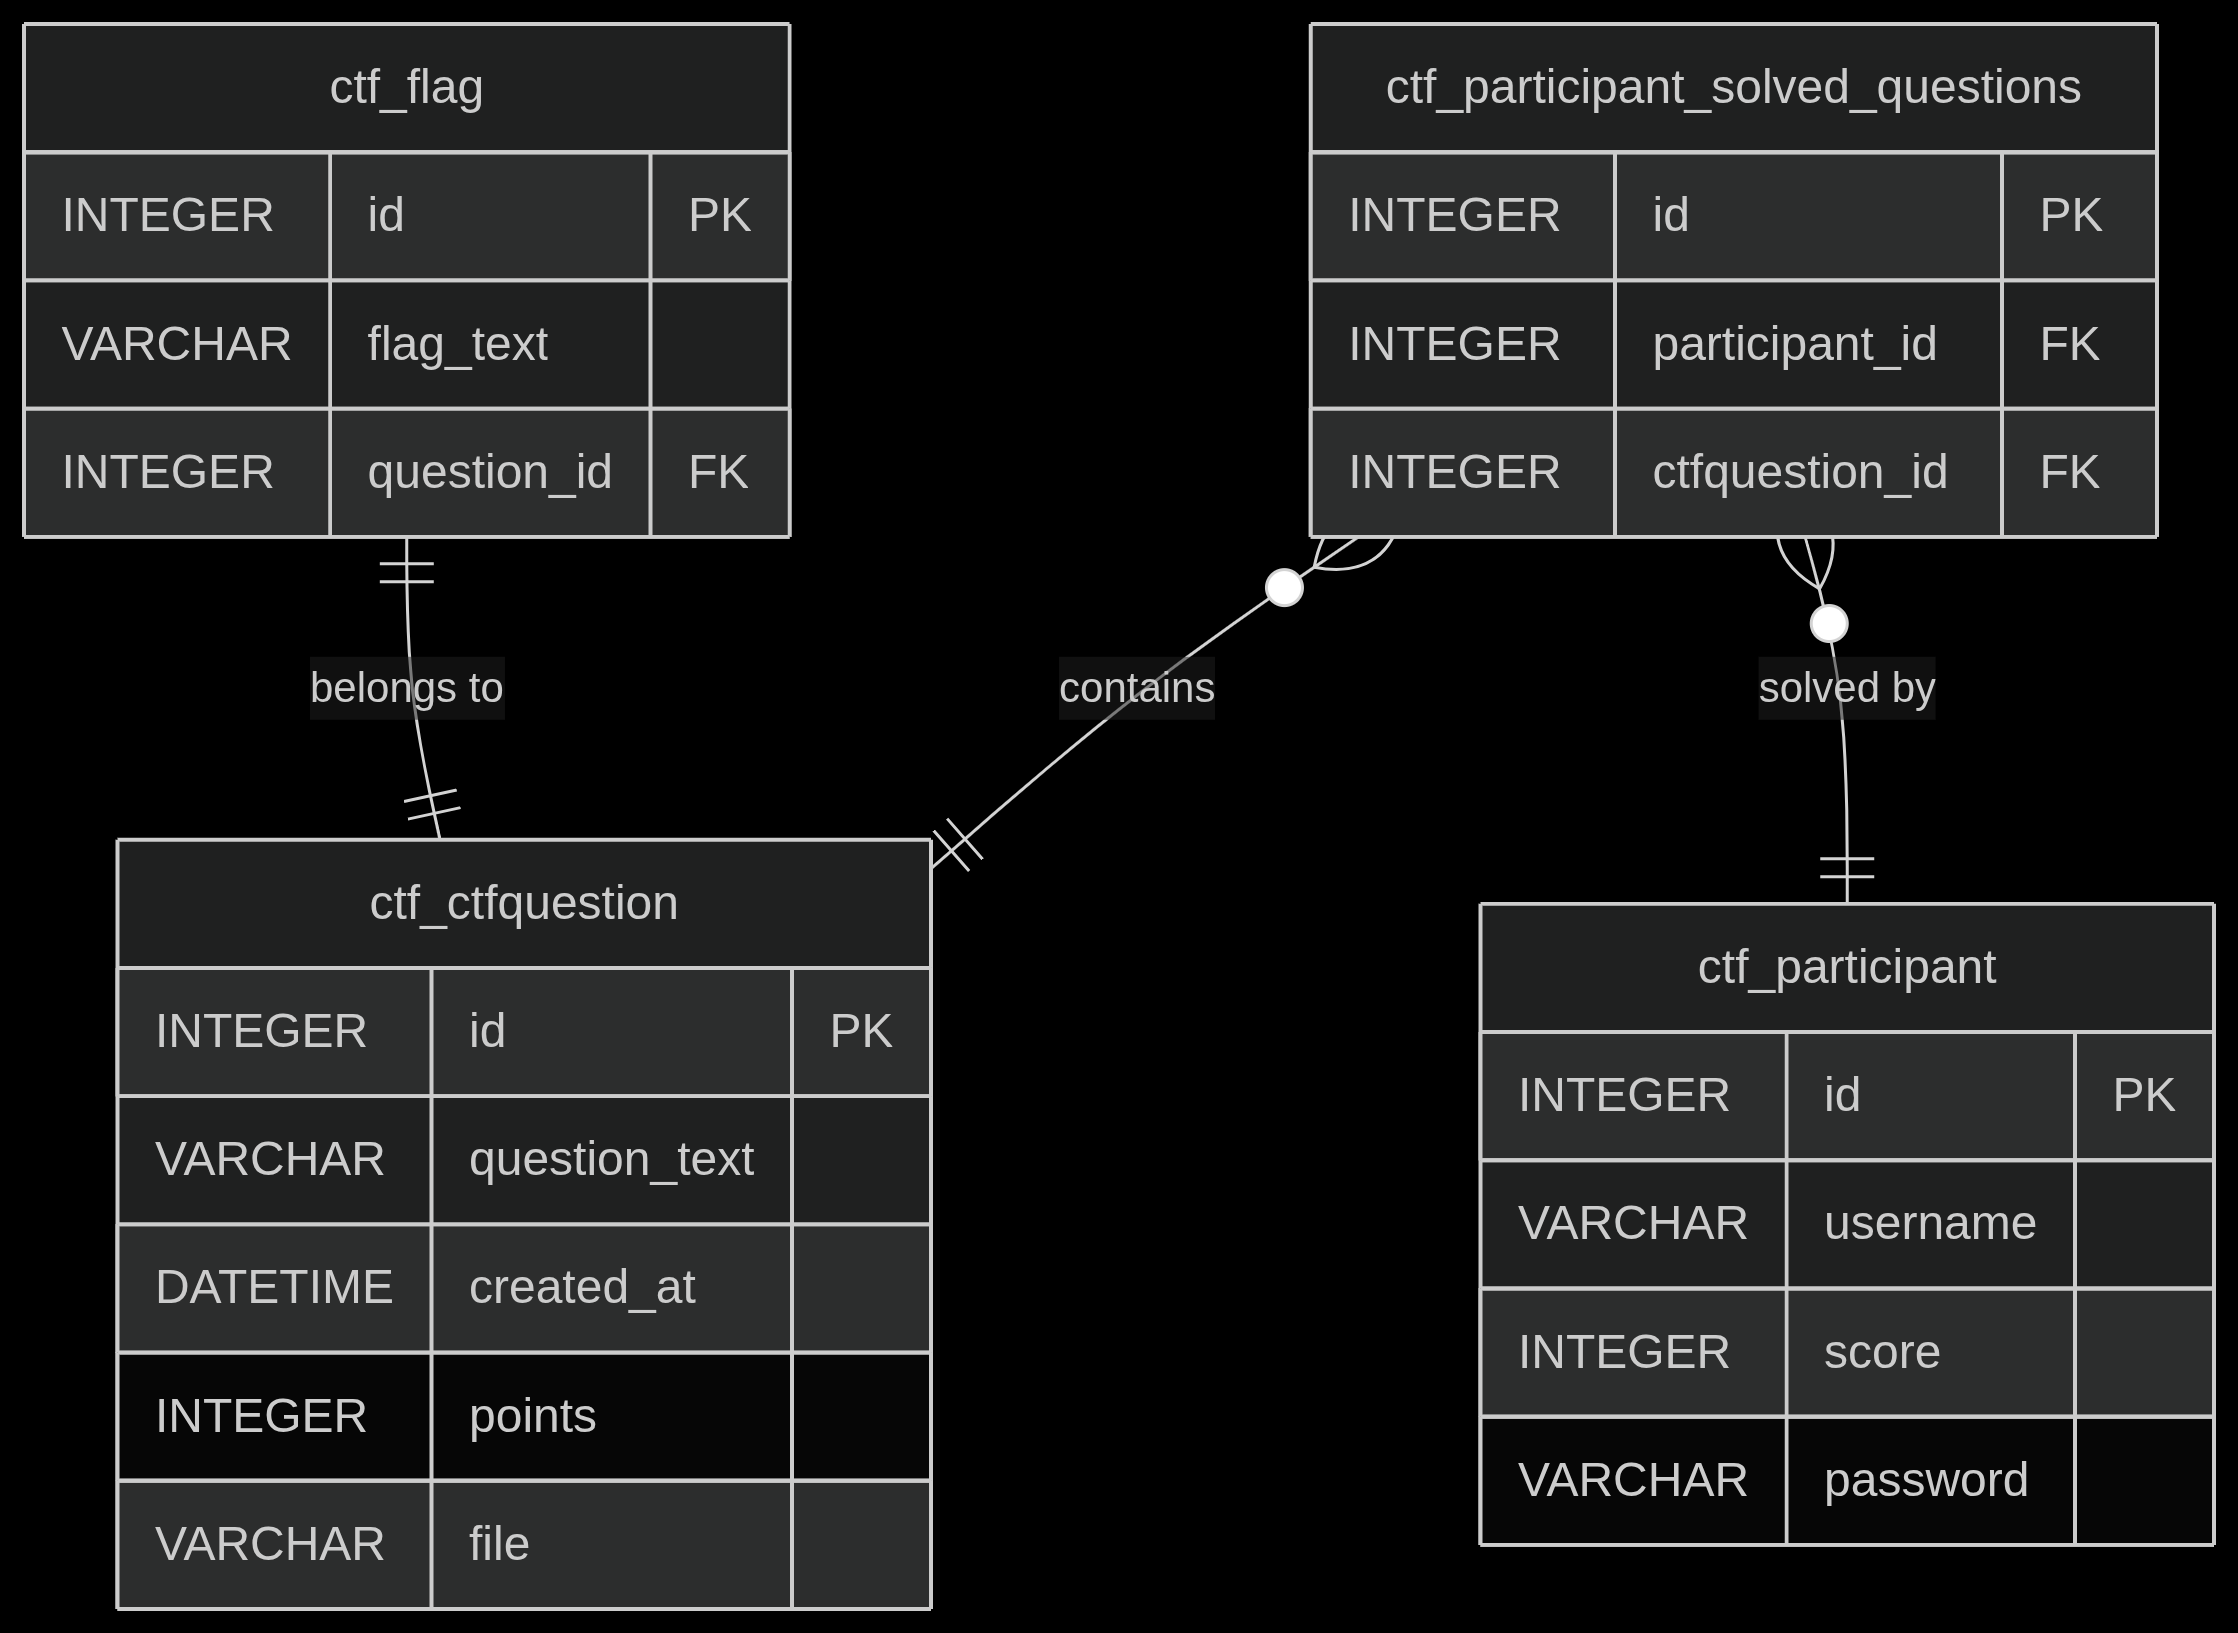 ctf_flag
INTEGER id PK
VARCHAR flag_text
INTEGER question_id FK
ctf_participant_solved_questions
INTEGER id PK
INTEGER participant_id FK
INTEGER ctfquestion_id FK
belongs to
contains
solved by
ctf_ctfquestion
INTEGER id PK
VARCHAR question_text
DATETIME created_at
INTEGER points
VARCHAR file
ctf_participant
INTEGER id PK
VARCHAR username
INTEGER score
VARCHAR password